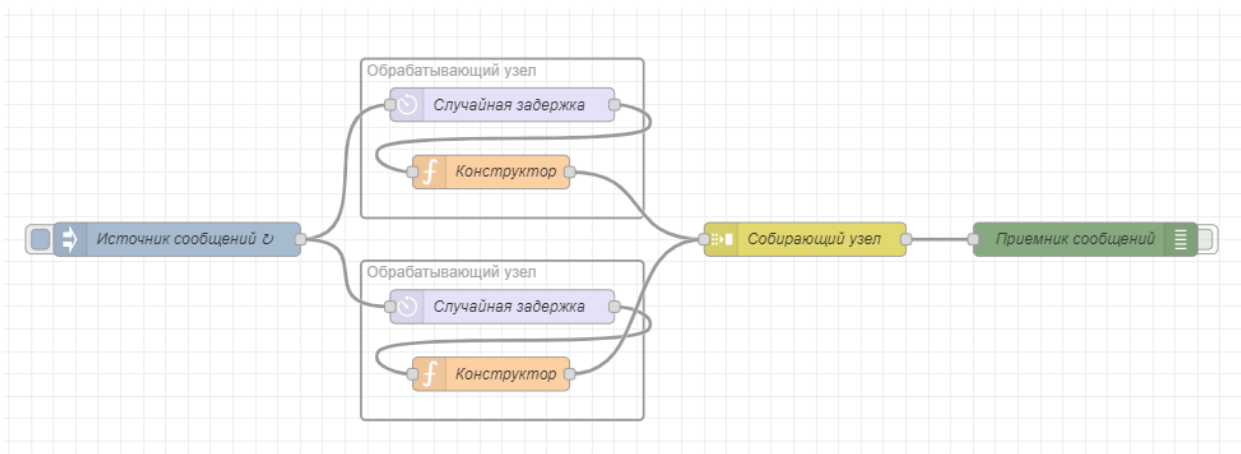 Обрабатывающий узел
Случайная задержка
Конструктор
Источник сообщений ↻
Собирающий узел
Приемник сообщений
Обрабатывающий узел
Случайная задержка
Конструктор